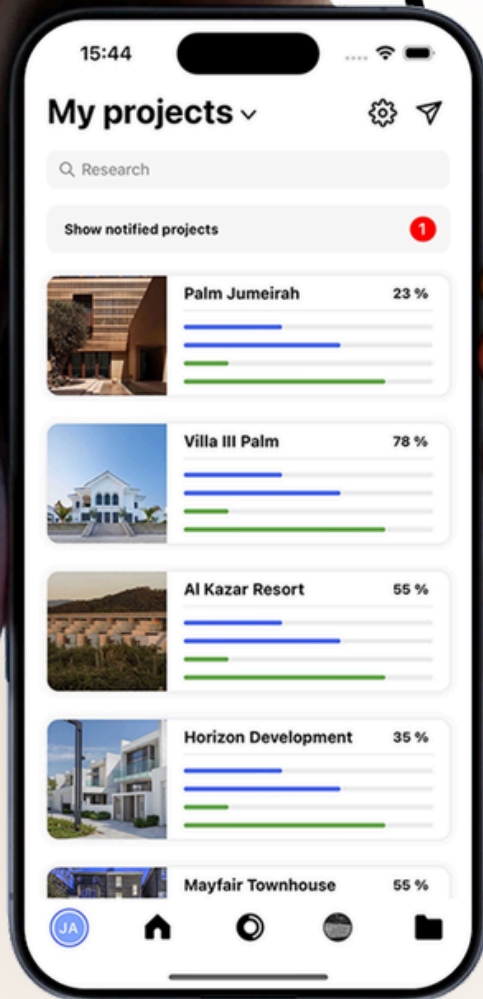 15:44
My projects
Research
Show notified projects
1
Palm Jumeirah 23 %
Villa III Palm 78 %
Al Kazar Resort 55 %
Horizon Development 35 %
Mayfair Townhouse 55 %
JA